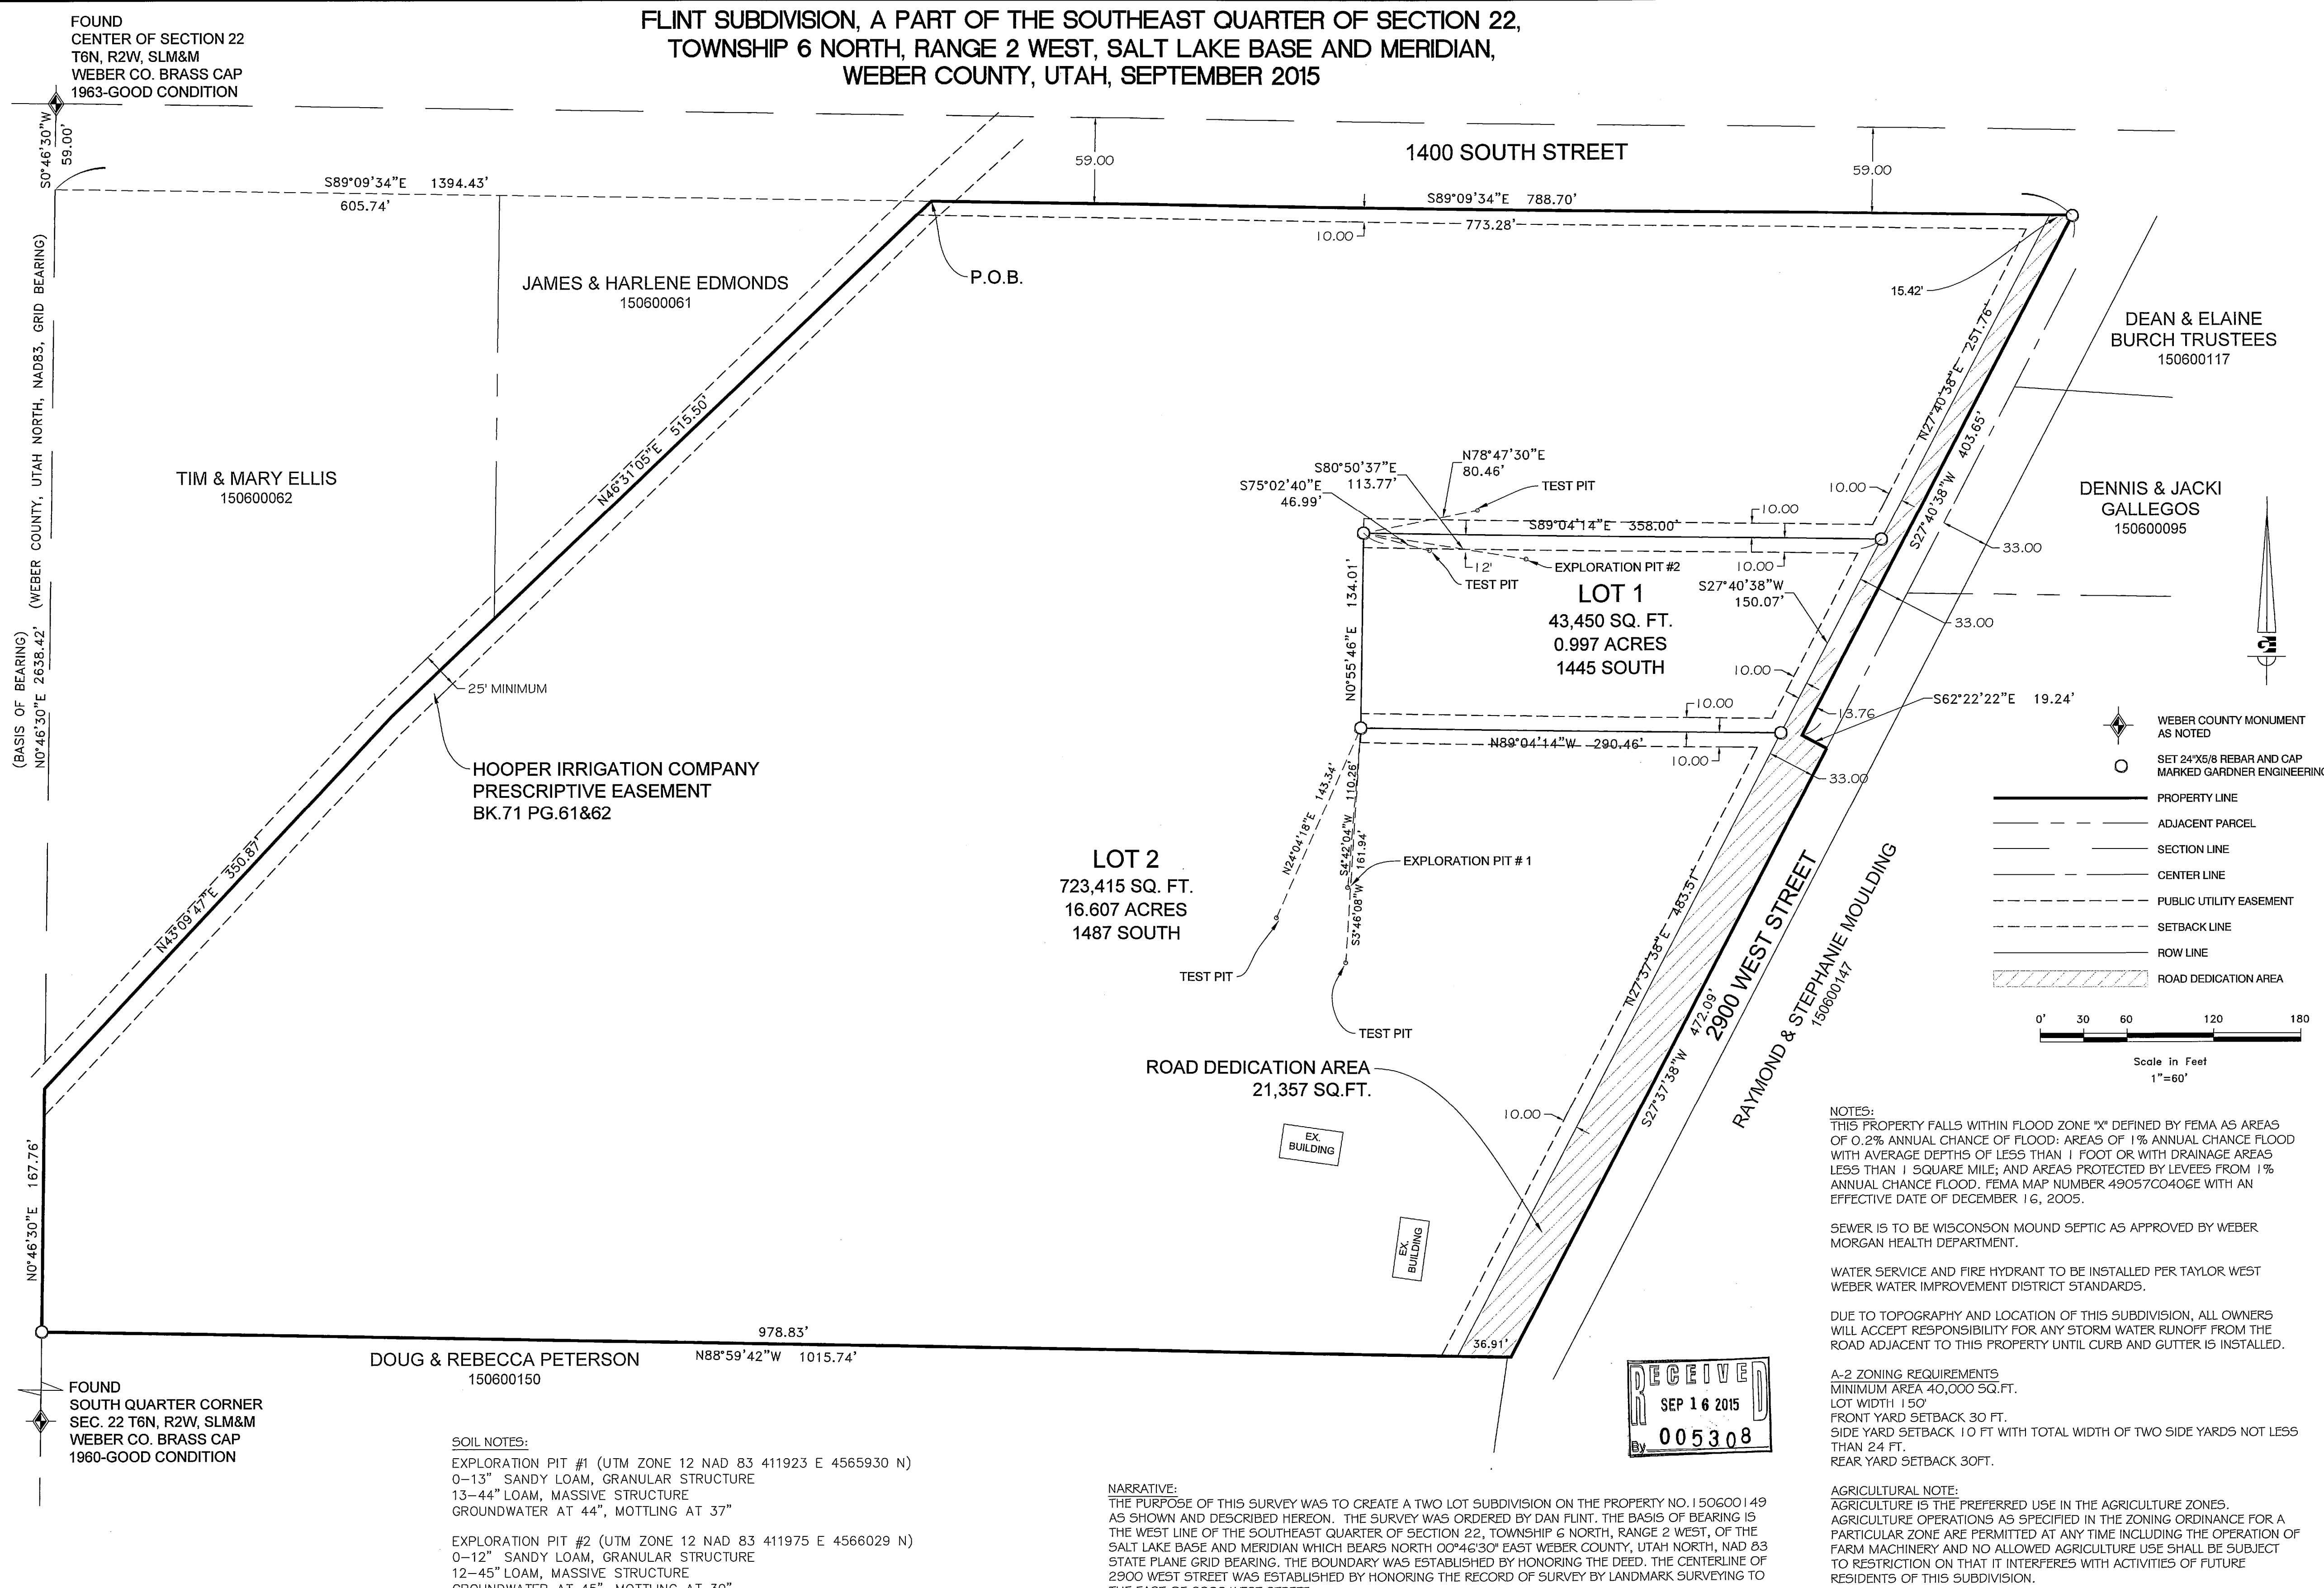 FLINT SUBDIVISION, A PART OF THE SOUTHEAST QUARTER OF SECTION 22,
TOWNSHIP 6 NORTH, RANGE 2 WEST, SALT LAKE BASE AND MERIDIAN,
WEBER COUNTY, UTAH, SEPTEMBER 2015
FOUND
CENTER OF SECTION 22
T6N, R2W, SLM&M
WEBER CO. BRASS CAP
1963-GOOD CONDITION
S0°46'30"W
59.00'
S89°09'34"E 1394.43'
605.74'
59.00
1400 SOUTH STREET
59.00
S89°09'34"E 788.70'
773.28'
10.00
P.O.B.
15.42'
JAMES & HARLENE EDMONDS
150600061
TIM & MARY ELLIS
150600062
DEAN & ELAINE
BURCH TRUSTEES
150600117
DENNIS & JACKI
GALLEGOS
150600095
(BASIS OF BEARING)
N0°46'30"E 2638.42' (WEBER COUNTY, UTAH NORTH, NAD83, GRID BEARING)
N46°31'05"E 515.50'
N27°40'38"E 251.76'
S27°40'38"W 403.65'
N78°47'30"E
80.46'
S80°50'37"E
113.77'
S75°02'40"E
46.99'
TEST PIT
10.00
10.00
S89°04'14"E 358.00'
33.00
12'
EXPLORATION PIT #2
10.00
TEST PIT
LOT 1
43,450 SQ. FT.
0.997 ACRES
1445 SOUTH
S27°40'38"W
150.07'
33.00
N0°55'46"E 134.01'
10.00
S62°22'22"E 19.24'
13.76
10.00
N89°04'14"W 290.46'
10.00
33.00
25' MINIMUM
HOOPER IRRIGATION COMPANY
PRESCRIPTIVE EASEMENT
BK.71 PG.61&62
N43°09'47"E 350.87'
N24°04'18"E 143.34'
S4°42'04"W 110.26'
S3°46'08"W 161.94'
EXPLORATION PIT # 1
LOT 2
723,415 SQ. FT.
16.607 ACRES
1487 SOUTH
TEST PIT
TEST PIT
N27°37'38"E 483.51'
S27°37'38"W 472.09'
2900 WEST STREET
RAYMOND & STEPHANIE MOULDING
150600147
ROAD DEDICATION AREA
21,357 SQ.FT.
10.00
EX.
BUILDING
EX.
BUILDING
N0°46'30"E 167.76'
978.83'
N88°59'42"W 1015.74'
36.91'
DOUG & REBECCA PETERSON
150600150
FOUND
SOUTH QUARTER CORNER
SEC. 22 T6N, R2W, SLM&M
WEBER CO. BRASS CAP
1960-GOOD CONDITION
WEBER COUNTY MONUMENT
AS NOTED
SET 24"X5/8 REBAR AND CAP
MARKED GARDNER ENGINEERING
PROPERTY LINE
ADJACENT PARCEL
SECTION LINE
CENTER LINE
PUBLIC UTILITY EASEMENT
SETBACK LINE
ROW LINE
ROAD DEDICATION AREA
0' 30 60 120 180
Scale in Feet
1"=60'
NOTES:
THIS PROPERTY FALLS WITHIN FLOOD ZONE "X" DEFINED BY FEMA AS AREAS
OF 0.2% ANNUAL CHANCE OF FLOOD: AREAS OF 1% ANNUAL CHANCE FLOOD
WITH AVERAGE DEPTHS OF LESS THAN 1 FOOT OR WITH DRAINAGE AREAS
LESS THAN 1 SQUARE MILE; AND AREAS PROTECTED BY LEVEES FROM 1%
ANNUAL CHANCE FLOOD. FEMA MAP NUMBER 49057C0406E WITH AN
EFFECTIVE DATE OF DECEMBER 16, 2005.
SEWER IS TO BE WISCONSON MOUND SEPTIC AS APPROVED BY WEBER
MORGAN HEALTH DEPARTMENT.
WATER SERVICE AND FIRE HYDRANT TO BE INSTALLED PER TAYLOR WEST
WEBER WATER IMPROVEMENT DISTRICT STANDARDS.
DUE TO TOPOGRAPHY AND LOCATION OF THIS SUBDIVISION, ALL OWNERS
WILL ACCEPT RESPONSIBILITY FOR ANY STORM WATER RUNOFF FROM THE
ROAD ADJACENT TO THIS PROPERTY UNTIL CURB AND GUTTER IS INSTALLED.
A-2 ZONING REQUIREMENTS
MINIMUM AREA 40,000 SQ.FT.
LOT WIDTH 150'
FRONT YARD SETBACK 30 FT.
SIDE YARD SETBACK 10 FT WITH TOTAL WIDTH OF TWO SIDE YARDS NOT LESS
THAN 24 FT.
REAR YARD SETBACK 30FT.
AGRICULTURAL NOTE:
AGRICULTURE IS THE PREFERRED USE IN THE AGRICULTURE ZONES.
AGRICULTURE OPERATIONS AS SPECIFIED IN THE ZONING ORDINANCE FOR A
PARTICULAR ZONE ARE PERMITTED AT ANY TIME INCLUDING THE OPERATION OF
FARM MACHINERY AND NO ALLOWED AGRICULTURE USE SHALL BE SUBJECT
TO RESTRICTION ON THAT IT INTERFERES WITH ACTIVITIES OF FUTURE
RESIDENTS OF THIS SUBDIVISION.
RECEIVED
SEP 16 2015
By 005308
SOIL NOTES:
EXPLORATION PIT #1 (UTM ZONE 12 NAD 83 411923 E 4565930 N)
0-13" SANDY LOAM, GRANULAR STRUCTURE
13-44" LOAM, MASSIVE STRUCTURE
GROUNDWATER AT 44", MOTTLING AT 37"
EXPLORATION PIT #2 (UTM ZONE 12 NAD 83 411975 E 4566029 N)
0-12" SANDY LOAM, GRANULAR STRUCTURE
12-45" LOAM, MASSIVE STRUCTURE
NARRATIVE:
THE PURPOSE OF THIS SURVEY WAS TO CREATE A TWO LOT SUBDIVISION ON THE PROPERTY NO.150600149
AS SHOWN AND DESCRIBED HEREON. THE SURVEY WAS ORDERED BY DAN FLINT. THE BASIS OF BEARING IS
THE WEST LINE OF THE SOUTHEAST QUARTER OF SECTION 22, TOWNSHIP 6 NORTH, RANGE 2 WEST, OF THE
SALT LAKE BASE AND MERIDIAN WHICH BEARS NORTH 00°46'30" EAST WEBER COUNTY, UTAH NORTH, NAD 83
STATE PLANE GRID BEARING. THE BOUNDARY WAS ESTABLISHED BY HONORING THE DEED. THE CENTERLINE OF
2900 WEST STREET WAS ESTABLISHED BY HONORING THE RECORD OF SURVEY BY LANDMARK SURVEYING TO